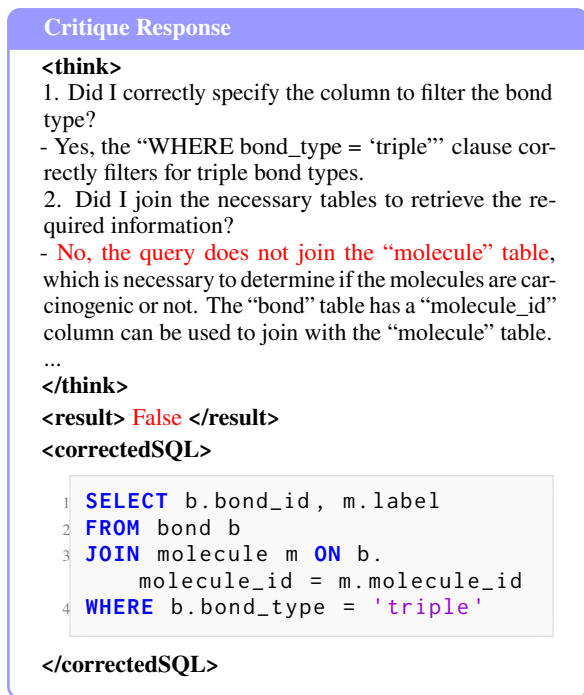 Critique Response
<think>
1. Did I correctly specify the column to filter the bond
type?
- Yes, the “WHERE bond_type = ‘triple”’ clause cor-
rectly filters for triple bond types.
2. Did I join the necessary tables to retrieve the re-
quired information?
- No, the query does not join the “molecule” table,
which is necessary to determine if the molecules are car-
cinogenic or not. The “bond” table has a “molecule_id”
column can be used to join with the “molecule” table.
...
</think>
<result> False </result>
<correctedSQL>
1 SELECT b.bond_id, m.label
2 FROM bond b
3 JOIN molecule m ON b.
molecule_id = m.molecule_id
4 WHERE b.bond_type = 'triple'
</correctedSQL>